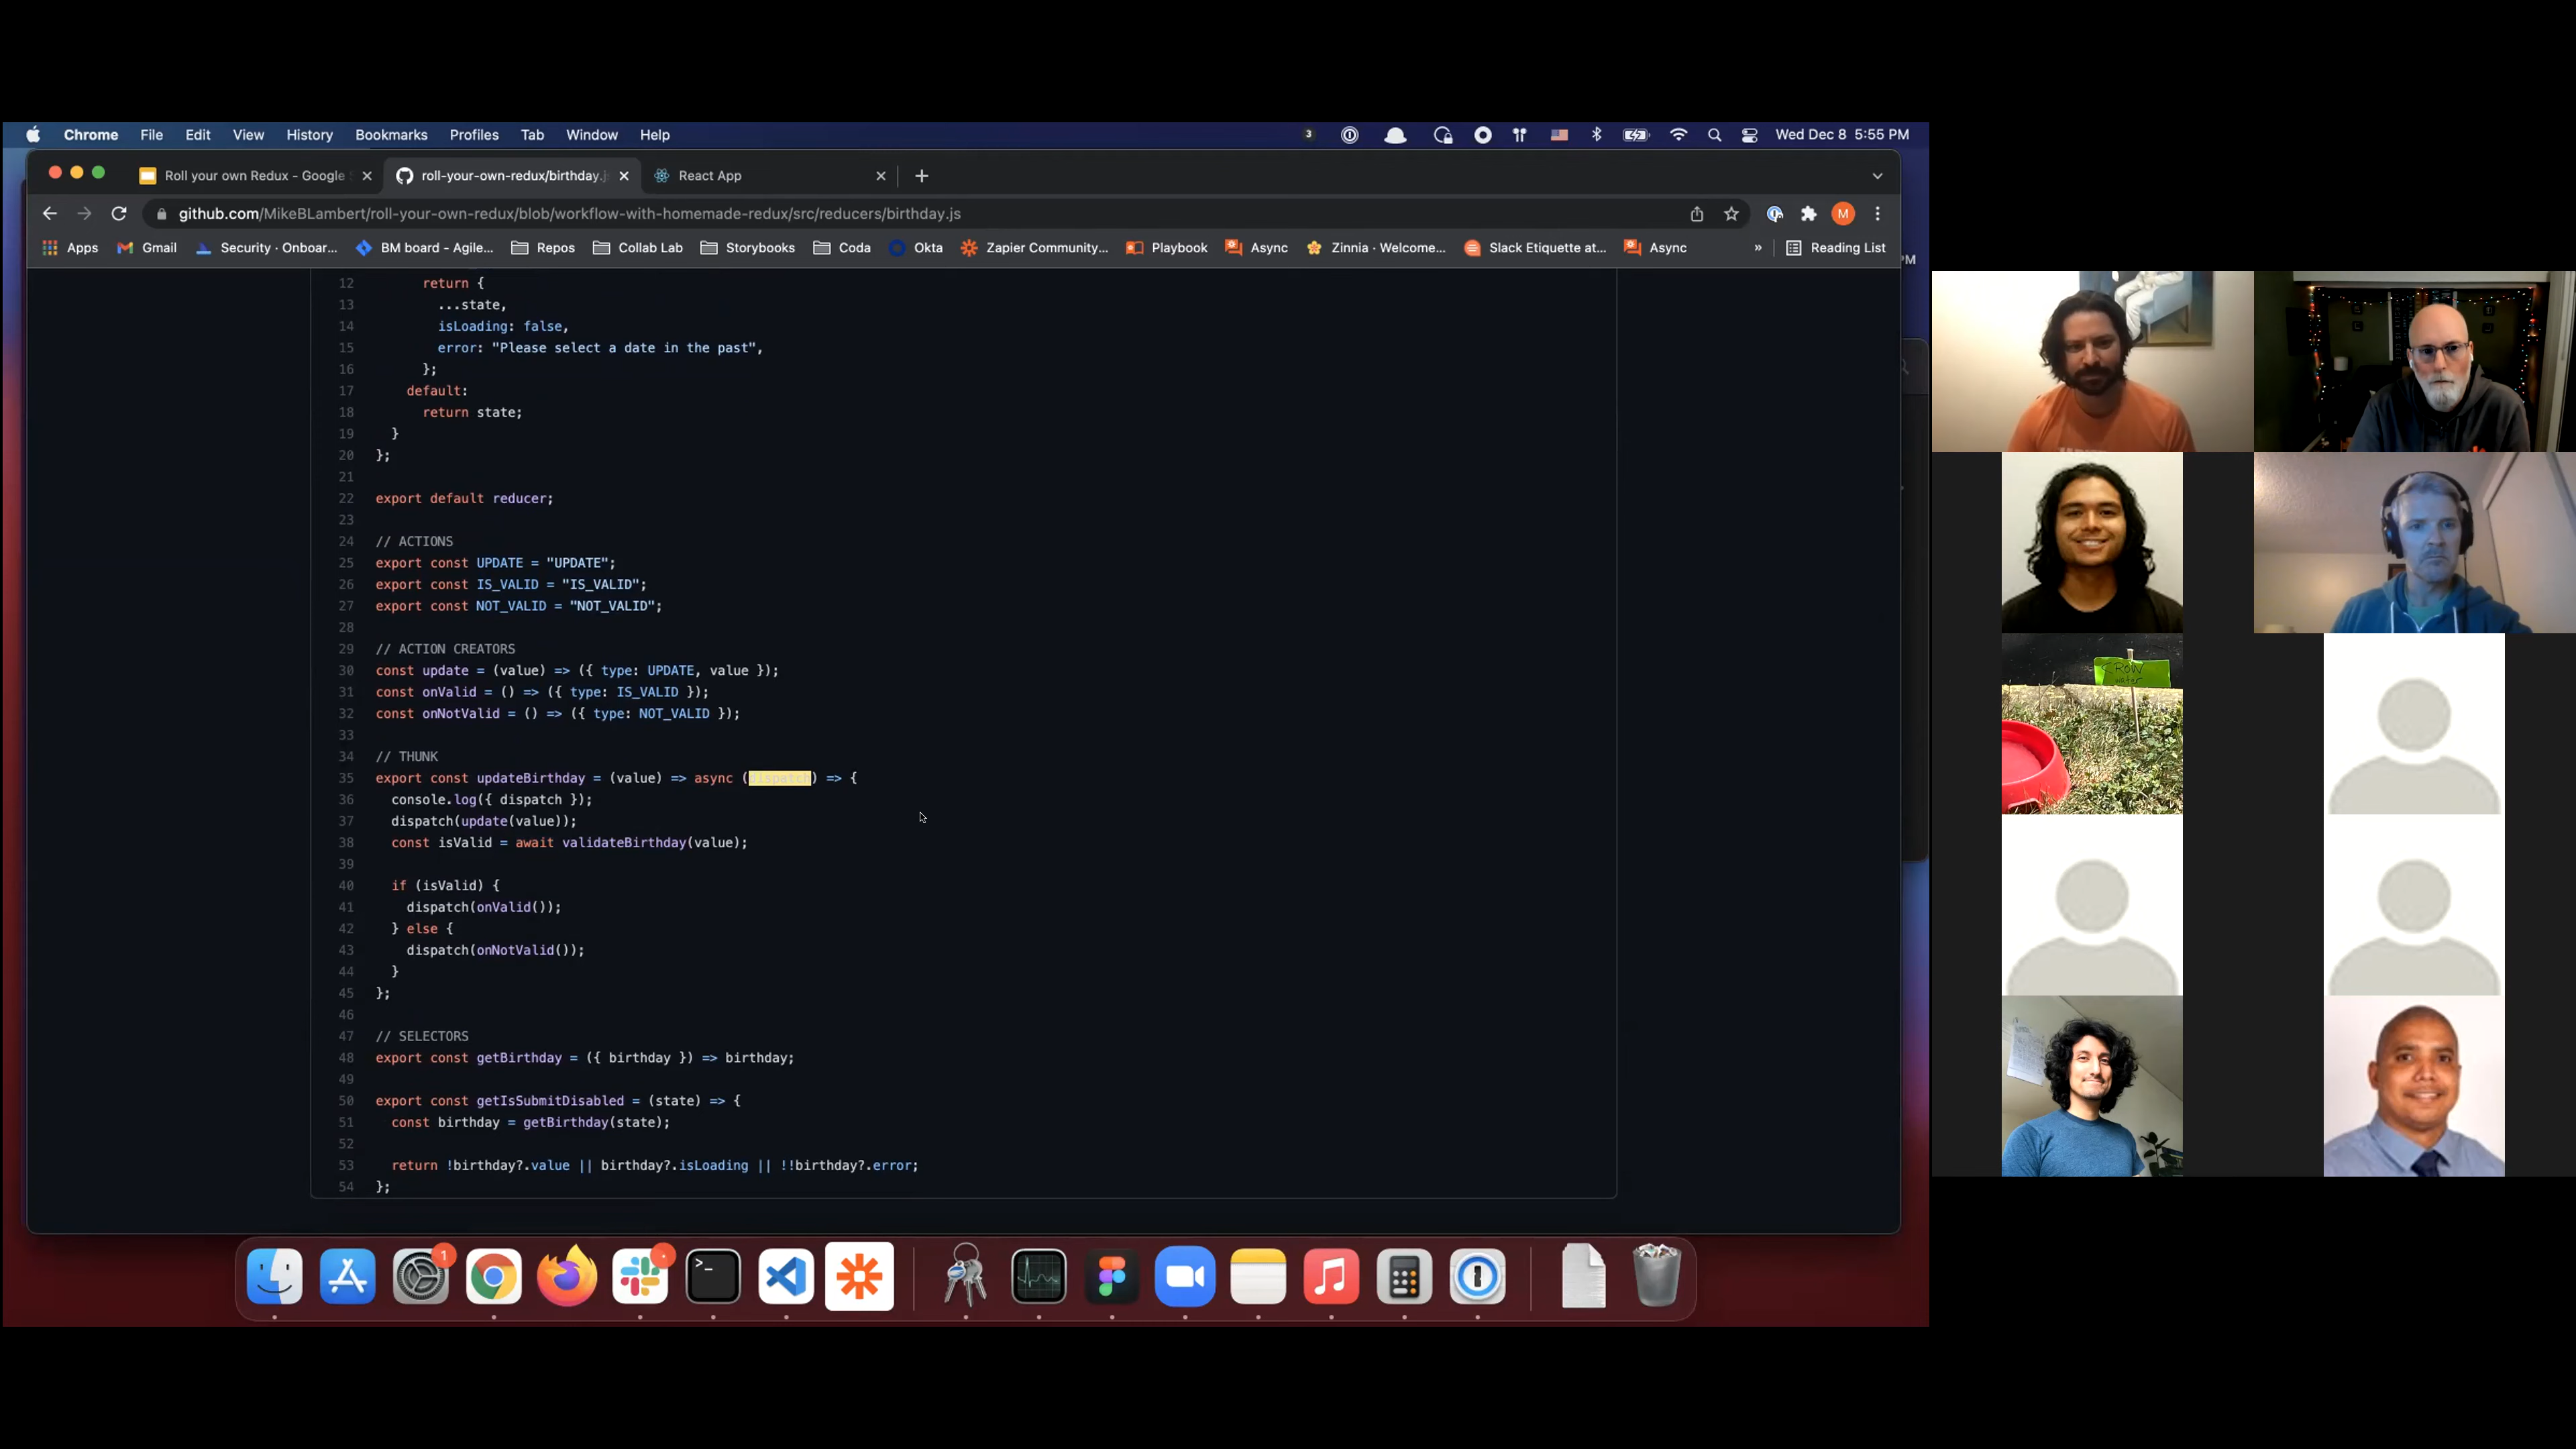 Chrome File Edit View History Bookmarks Profiles Tab Window Help 3 Wed Dec 8 5:55 PM
Roll your own Redux - Google roll-your-own-redux/birthday.j React App
github.com/MikeBLambert/roll-your-own-redux/blob/workflow-with-homemade-redux/src/reducers/birthday.js M
Apps Gmail Security · Onboar... BM board - Agile... Repos Collab Lab Storybooks Coda Okta Zapier Community... Playbook Async Zinnia · Welcome... Slack Etiquette at... Async » Reading List
12 return {
13 ...state,
14 isLoading: false,
15 error: "Please select a date in the past",
16 };
17 default:
18 return state;
19 }
20 };
21
22 export default reducer;
23
24 // ACTIONS
25 export const UPDATE = "UPDATE";
26 export const IS_VALID = "IS_VALID";
27 export const NOT_VALID = "NOT_VALID";
28
29 // ACTION CREATORS
30 const update = (value) => ({ type: UPDATE, value });
31 const onValid = () => ({ type: IS_VALID });
32 const onNotValid = () => ({ type: NOT_VALID });
33
34 // THUNK
35 export const updateBirthday = (value) => async (dispatch) => {
36 console.log({ dispatch });
37 dispatch(update(value));
38 const isValid = await validateBirthday(value);
39
40 if (isValid) {
41 dispatch(onValid());
42 } else {
43 dispatch(onNotValid());
44 }
45 };
46
47 // SELECTORS
48 export const getBirthday = ({ birthday }) => birthday;
49
50 export const getIsSubmitDisabled = (state) => {
51 const birthday = getBirthday(state);
52
53 return !birthday?.value || birthday?.isLoading || !!birthday?.error;
54 };
PM
CROW
water
1